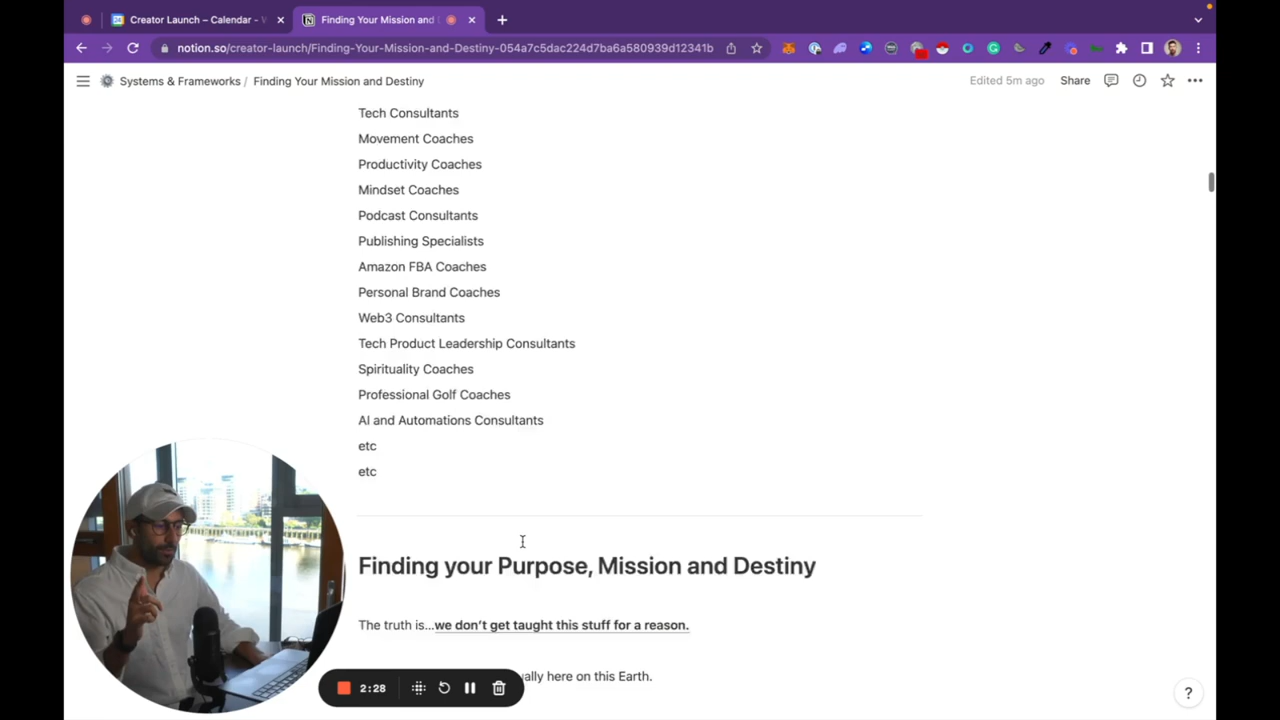 Creator Launch – Calendar -
Finding Your Mission and
notion.so/creator-launch/Finding-Your-Mission-and-Destiny-054a7c5dac224d7ba6a580939d12341b
Systems & Frameworks / Finding Your Mission and Destiny
Edited 5m ago
Share
Tech Consultants
Movement Coaches
Productivity Coaches
Mindset Coaches
Podcast Consultants
Publishing Specialists
Amazon FBA Coaches
Personal Brand Coaches
Web3 Consultants
Tech Product Leadership Consultants
Spirituality Coaches
Professional Golf Coaches
AI and Automations Consultants
etc
etc
Finding your Purpose, Mission and Destiny
The truth is...we don't get taught this stuff for a reason.
ually here on this Earth.
2:28
?